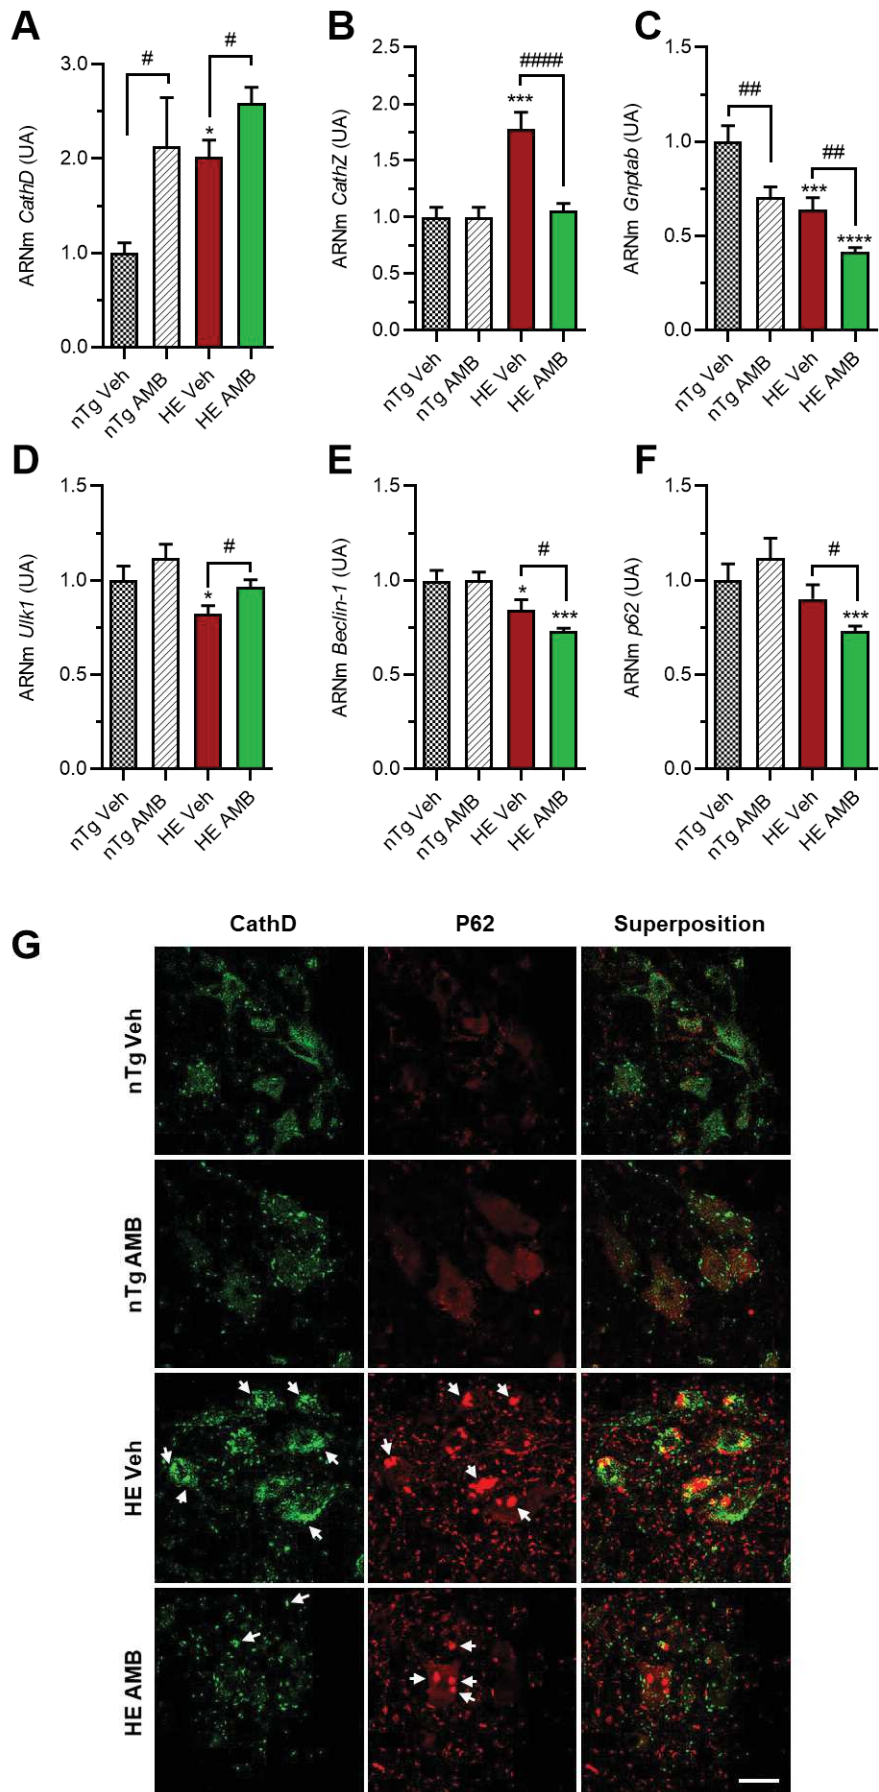 A
ARNm CathD (UA)
3.0
2.0
1.0
0.0
#
#
*
nTg Veh
nTg AMB
HE Veh
HE AMB
B
ARNm CathZ (UA)
2.5
2.0
1.5
1.0
0.5
0.0
####
***
nTg Veh
nTg AMB
HE Veh
HE AMB
C
ARNm Gnptab (UA)
1.5
1.0
0.5
0.0
##
##
***
****
nTg Veh
nTg AMB
HE Veh
HE AMB
D
ARNm Ulk1 (UA)
1.5
1.0
0.5
0.0
#
*
nTg Veh
nTg AMB
HE Veh
HE AMB
E
ARNm Beclin-1 (UA)
1.5
1.0
0.5
0.0
#
*
***
nTg Veh
nTg AMB
HE Veh
HE AMB
F
ARNm p62 (UA)
1.5
1.0
0.5
0.0
#
***
nTg Veh
nTg AMB
HE Veh
HE AMB
G
CathD
P62
Superposition
nTg Veh
nTg AMB
HE Veh
HE AMB